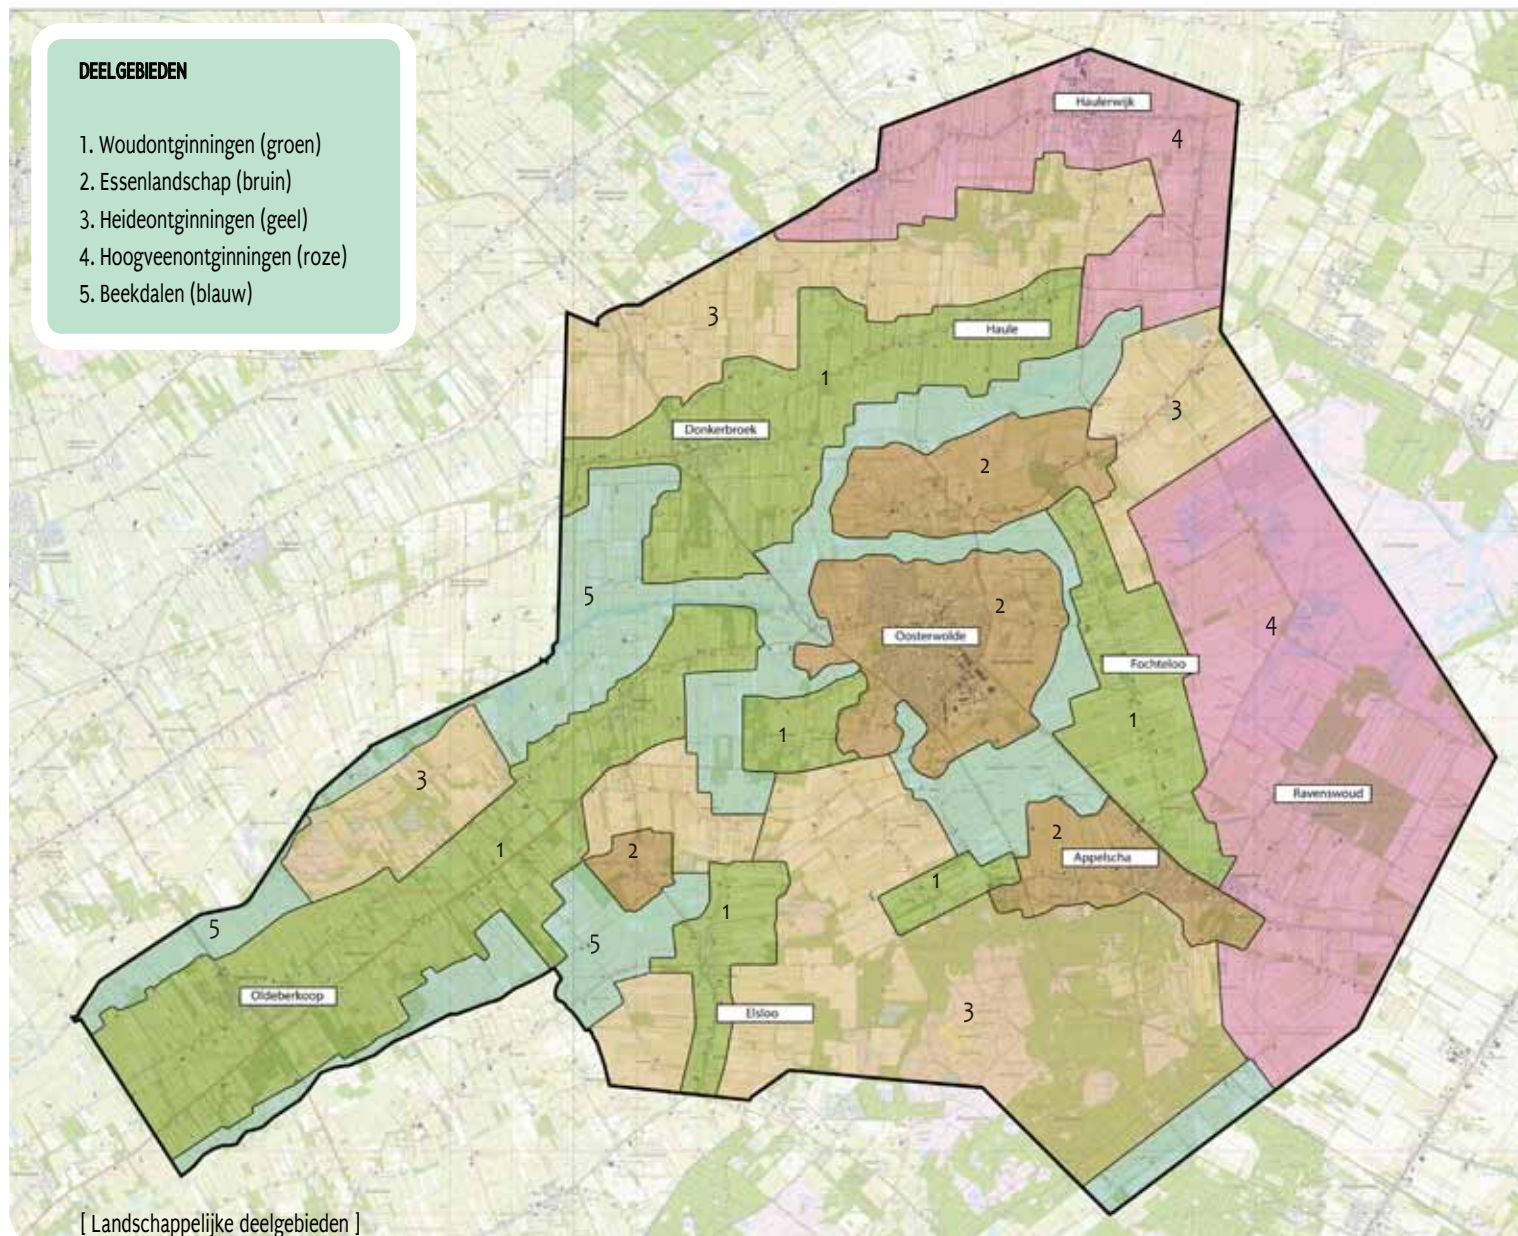 DEELGEBIEDEN
1. Woudontginningen (groen)
2. Essenlandschap (bruin)
3. Heideontginningen (geel)
4. Hoogveenontginningen (roze)
5. Beekdalen (blauw)
Haulerwijk
4
3
Haule
1
3
Donkerbroek
2
5
2
4
Oosterwolde
Fochteloo
1
1
3
Ravenswoud
2
1
2
Appelscha
1
1
5
5
Oldeberkoop
Elsloo
3
[ Landschappelijke deelgebieden ]